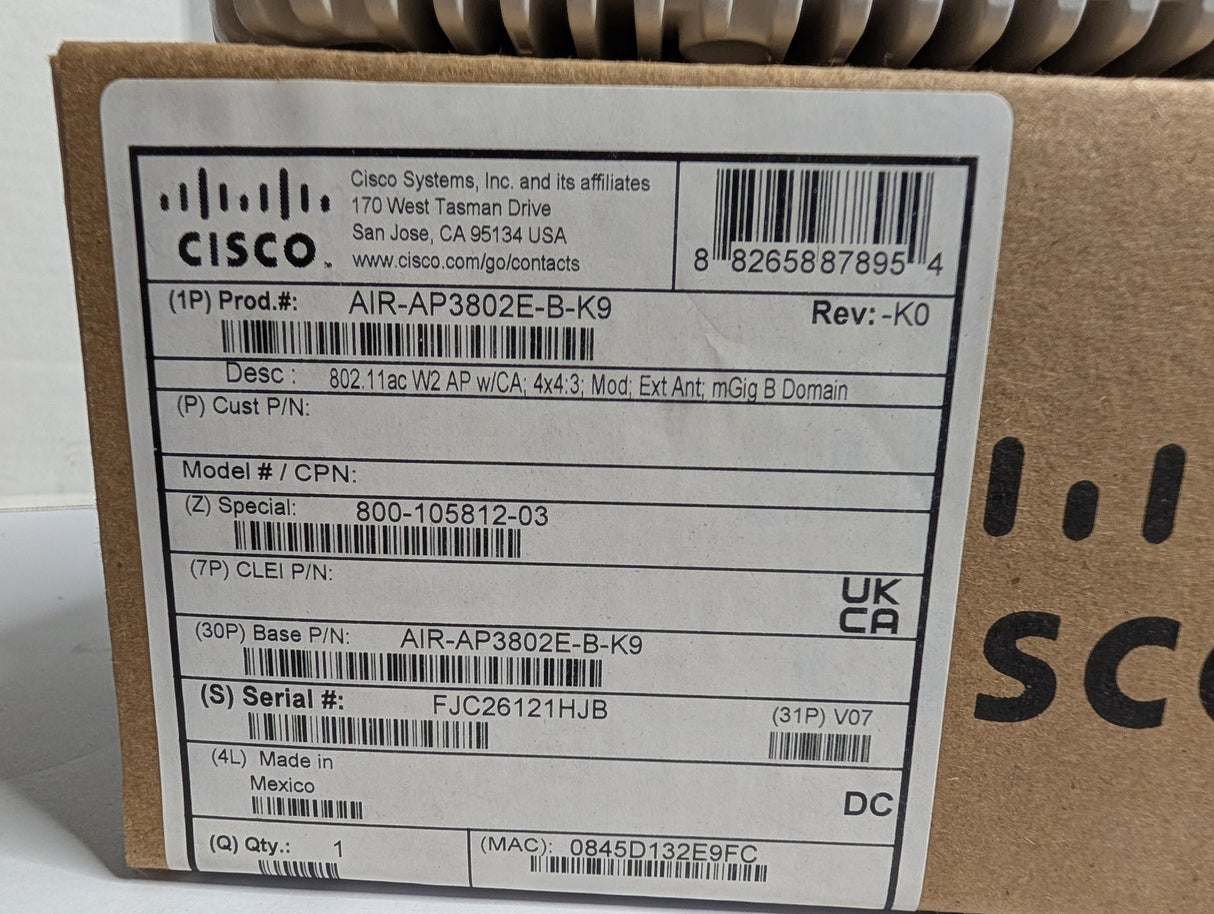 CISCO
Cisco Systems, Inc. and its affiliates
170 West Tasman Drive
San Jose, CA 95134 USA
www.cisco.com/go/contacts
8 82658 87895 4
(1P) Prod.#: AIR-AP3802E-B-K9 Rev: -K0
Desc : 802.11ac W2 AP w/CA; 4x4:3; Mod; Ext Ant; mGig B Domain
(P) Cust P/N:
Model # / CPN:
(Z) Special: 800-105812-03
(7P) CLEI P/N:
UK
CA
(30P) Base P/N: AIR-AP3802E-B-K9
(S) Serial #: FJC26121HJB (31P) V07
(4L) Made in
Mexico
DC
(Q) Qty.: 1 (MAC): 0845D132E9FC
SC